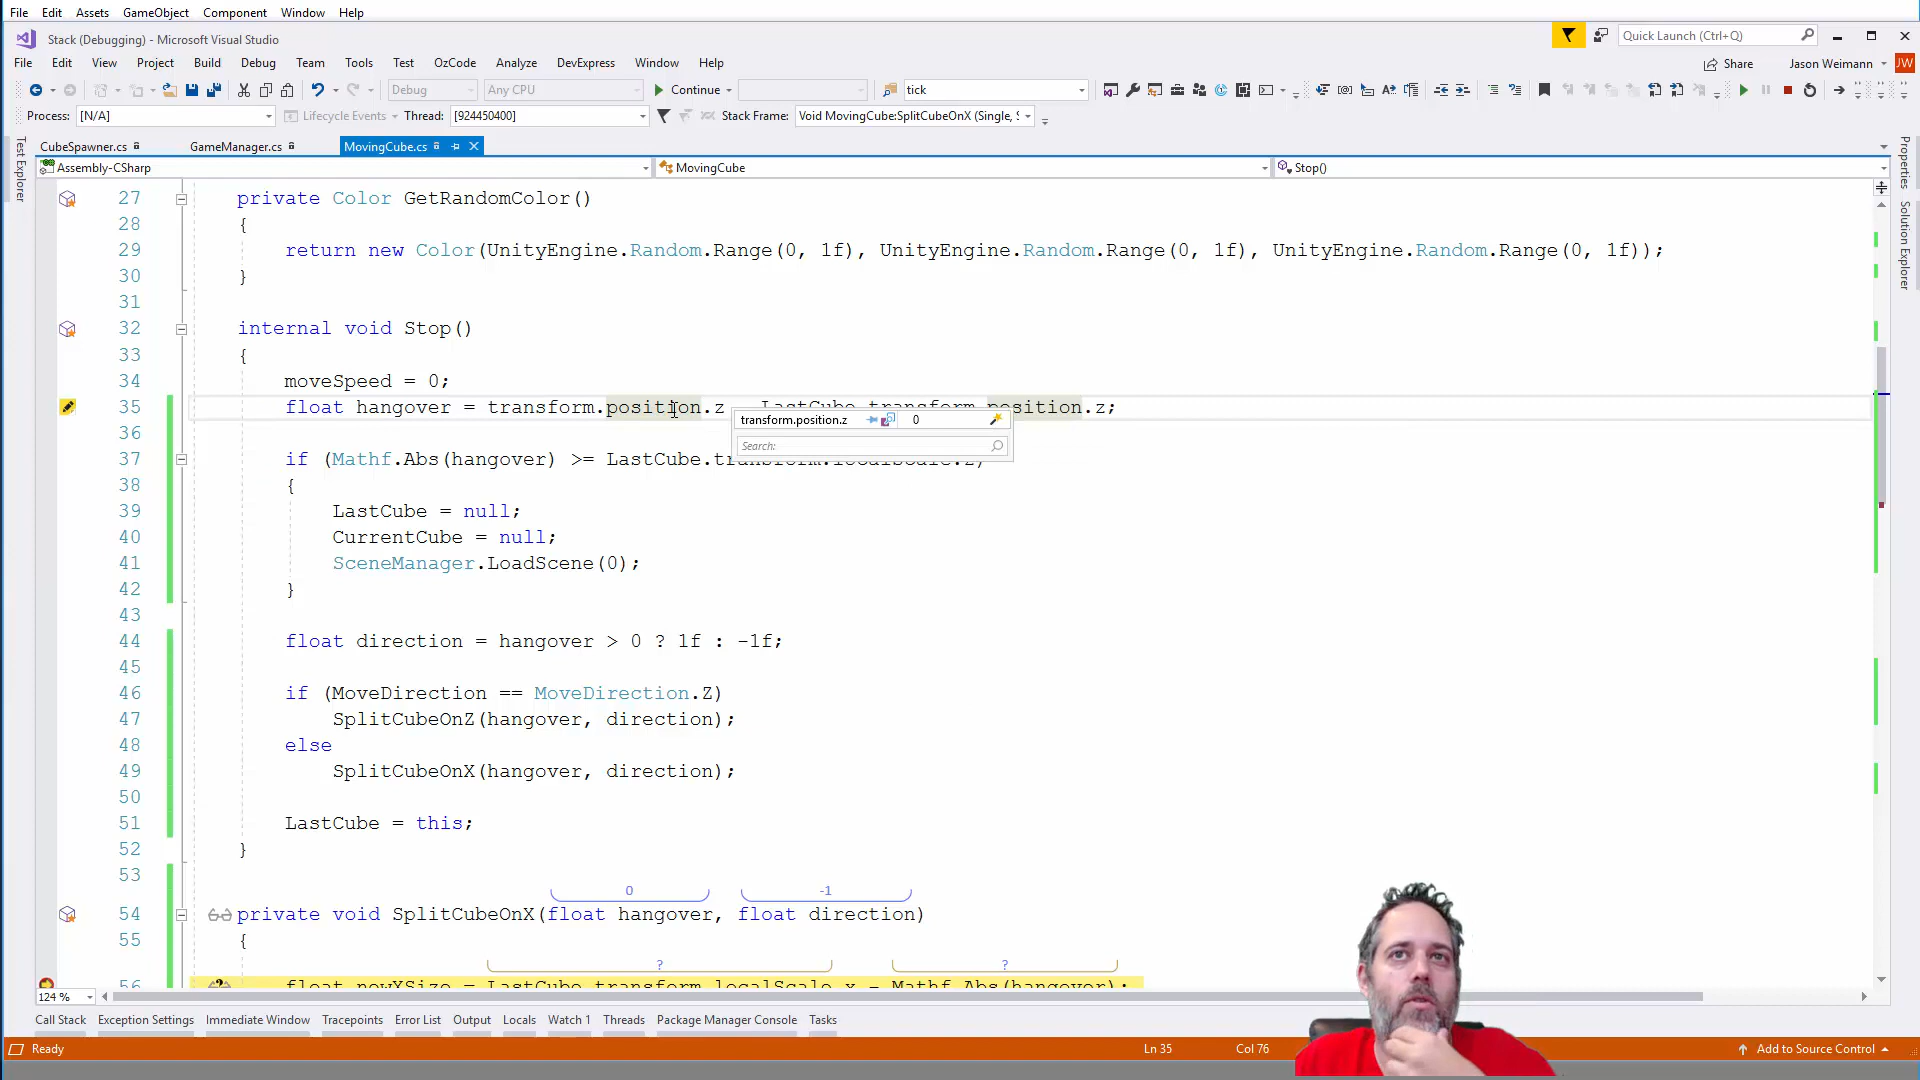 File Edit Assets GameObject Component Window Help
Stack (Debugging) - Microsoft Visual Studio
Quick Launch (Ctrl+Q)
File Edit View Project Build Debug Team Tools Test OzCode Analyze DevExpress Window Help
Share Jason Weimann JW
Debug Any CPU Continue tick
Process: [N/A] Lifecycle Events Thread: [924450400] Stack Frame: Void MovingCube:SplitCubeOnX (Single, S
CubeSpawner.cs GameManager.cs MovingCube.cs
Assembly-CSharp MovingCube Stop()
Test Explorer
Properties
Solution Explorer
27 private Color GetRandomColor()
28 {
29 return new Color(UnityEngine.Random.Range(0, 1f), UnityEngine.Random.Range(0, 1f), UnityEngine.Random.Range(0, 1f));
30 }
31
32 internal void Stop()
33 {
34 moveSpeed = 0;
35 float hangover = transform.position.z - LastCube.transform.position.z;
transform.position.z 0
Search:
36
37 if (Mathf.Abs(hangover) >= LastCube.transform.localScale.z)
38 {
39 LastCube = null;
40 CurrentCube = null;
41 SceneManager.LoadScene(0);
42 }
43
44 float direction = hangover > 0 ? 1f : -1f;
45
46 if (MoveDirection == MoveDirection.Z)
47 SplitCubeOnZ(hangover, direction);
48 else
49 SplitCubeOnX(hangover, direction);
50
51 LastCube = this;
52 }
53
0 -1
54 private void SplitCubeOnX(float hangover, float direction)
55 {
? ?
56 float newXSize = LastCube.transform.localScale.x - Mathf.Abs(hangover);
124 %
Call Stack Exception Settings Immediate Window Tracepoints Error List Output Locals Watch 1 Threads Package Manager Console Tasks
Ready Ln 35 Col 76 Add to Source Control